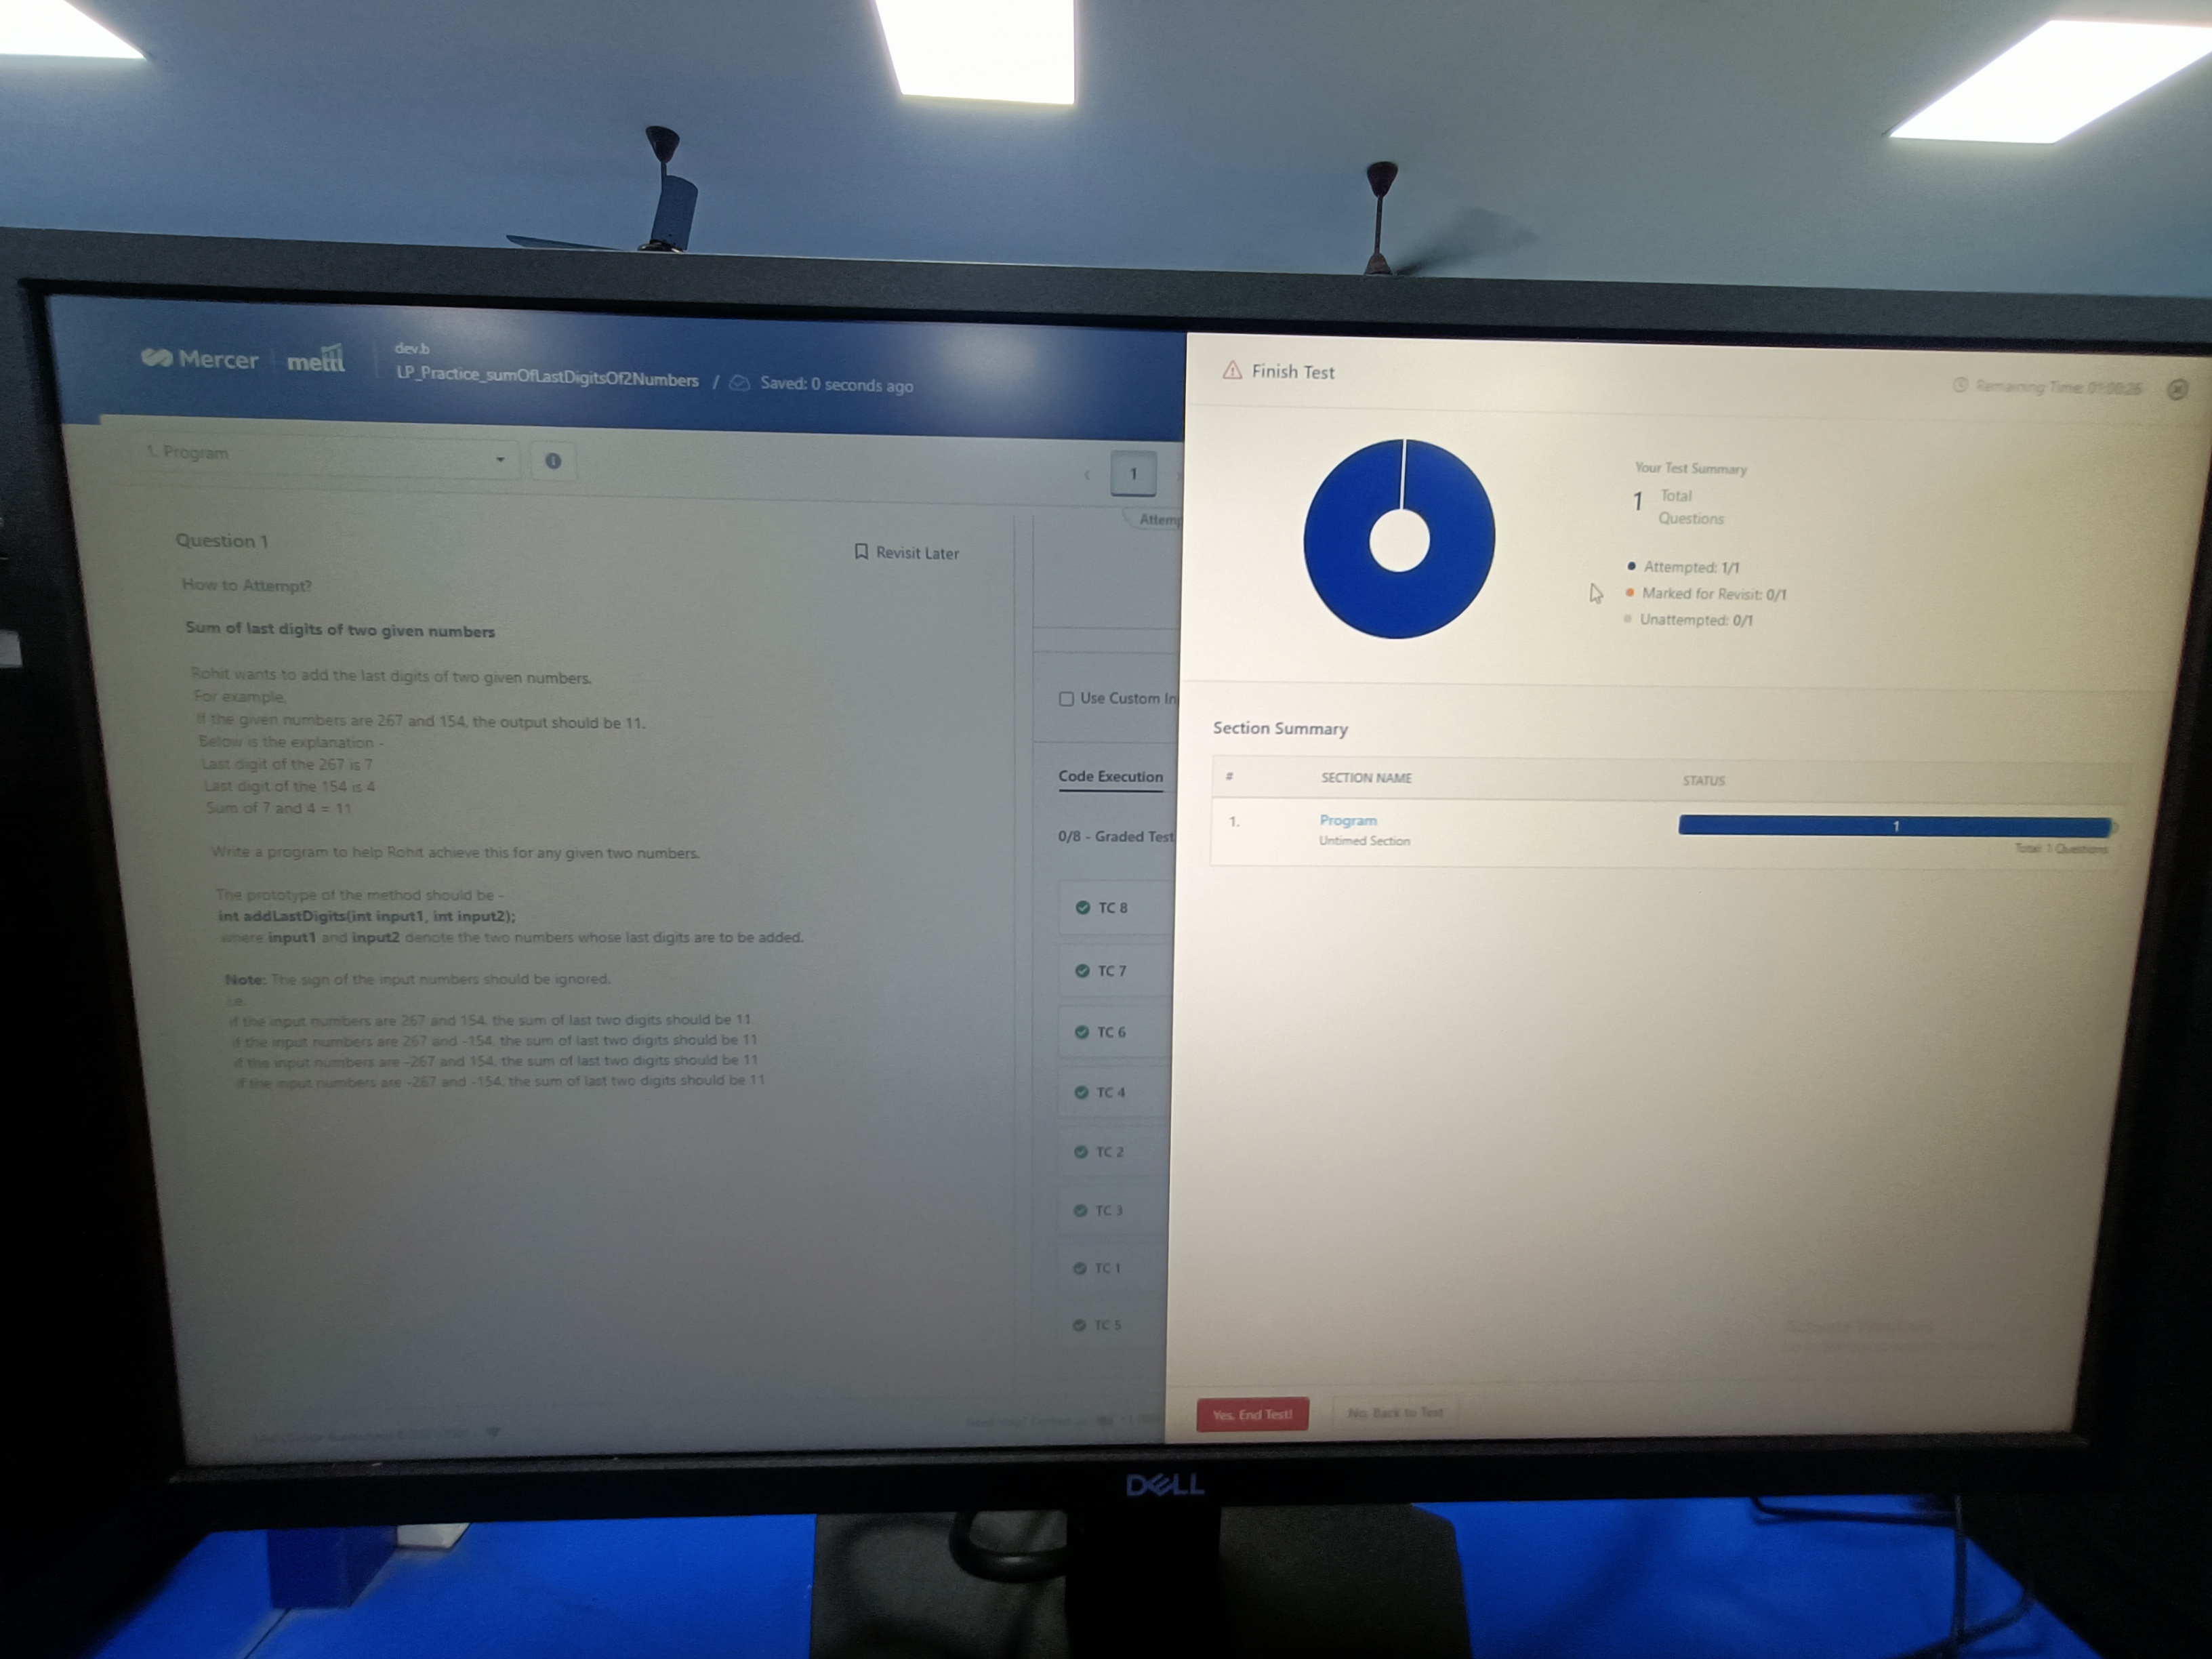 Mercer | mettl
dev.b
LP_Practice_sumOfLastDigitsOf2Numbers / Saved: 0 seconds ago
1. Program
1
Question 1
Revisit Later
How to Attempt?
Sum of last digits of two given numbers
Rohit wants to add the last digits of two given numbers.
For example,
If the given numbers are 267 and 154, the output should be 11.
Below is the explanation -
Last digit of the 267 is 7
Last digit of the 154 is 4
Sum of 7 and 4 = 11
Write a program to help Rohit achieve this for any given two numbers.
The prototype of the method should be -
int addLastDigits(int input1, int input2);
where input1 and input2 denote the two numbers whose last digits are to be added.
Note: The sign of the input numbers should be ignored.
i.e.
if the input numbers are 267 and 154, the sum of last two digits should be 11
if the input numbers are 267 and -154, the sum of last two digits should be 11
if the input numbers are -267 and 154, the sum of last two digits should be 11
if the input numbers are -267 and -154, the sum of last two digits should be 11
Attemp
Use Custom In
Code Execution
0/8 - Graded Test
TC 8
TC 7
TC 6
TC 4
TC 2
TC 3
TC 1
TC 5
Finish Test
Remaining Time: 01:00:26
Your Test Summary
1 Total
Questions
Attempted: 1/1
Marked for Revisit: 0/1
Unattempted: 0/1
Section Summary
# SECTION NAME STATUS
1. Program 1
Untimed Section
Total: 1 Questions
Yes, End Test!
No, Back to Test
DELL